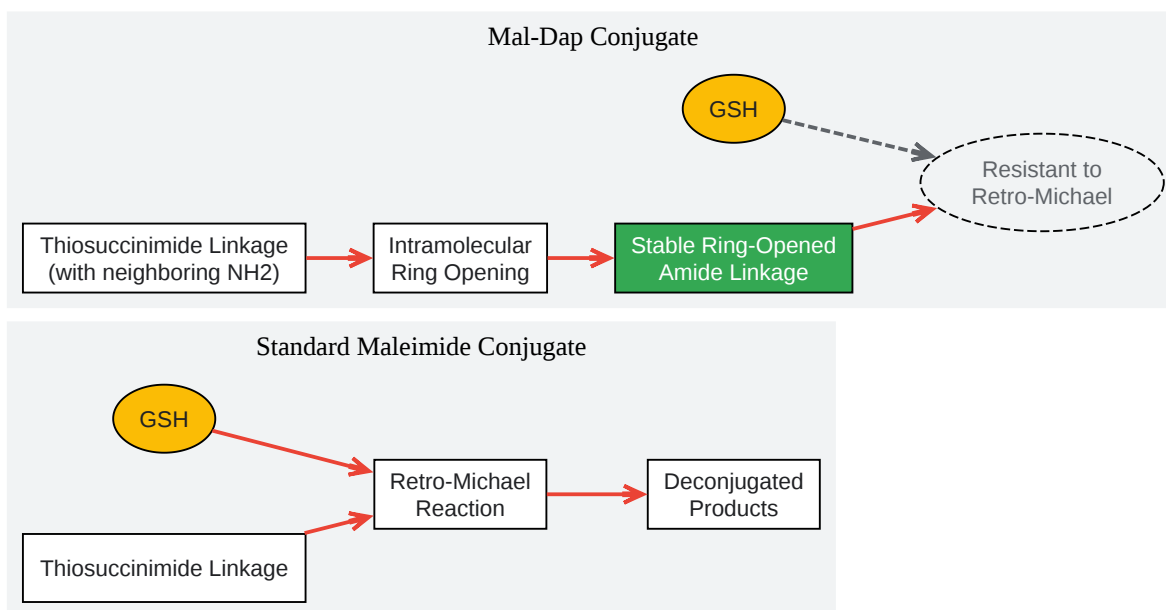 Mal-Dap Conjugate
GSH
Resistant to
Retro-Michael
Thiosuccinimide Linkage
(with neighboring NH2)
Intramolecular
Ring Opening
Stable Ring-Opened
Amide Linkage
Standard Maleimide Conjugate
GSH
Retro-Michael
Reaction
Deconjugated
Products
Thiosuccinimide Linkage